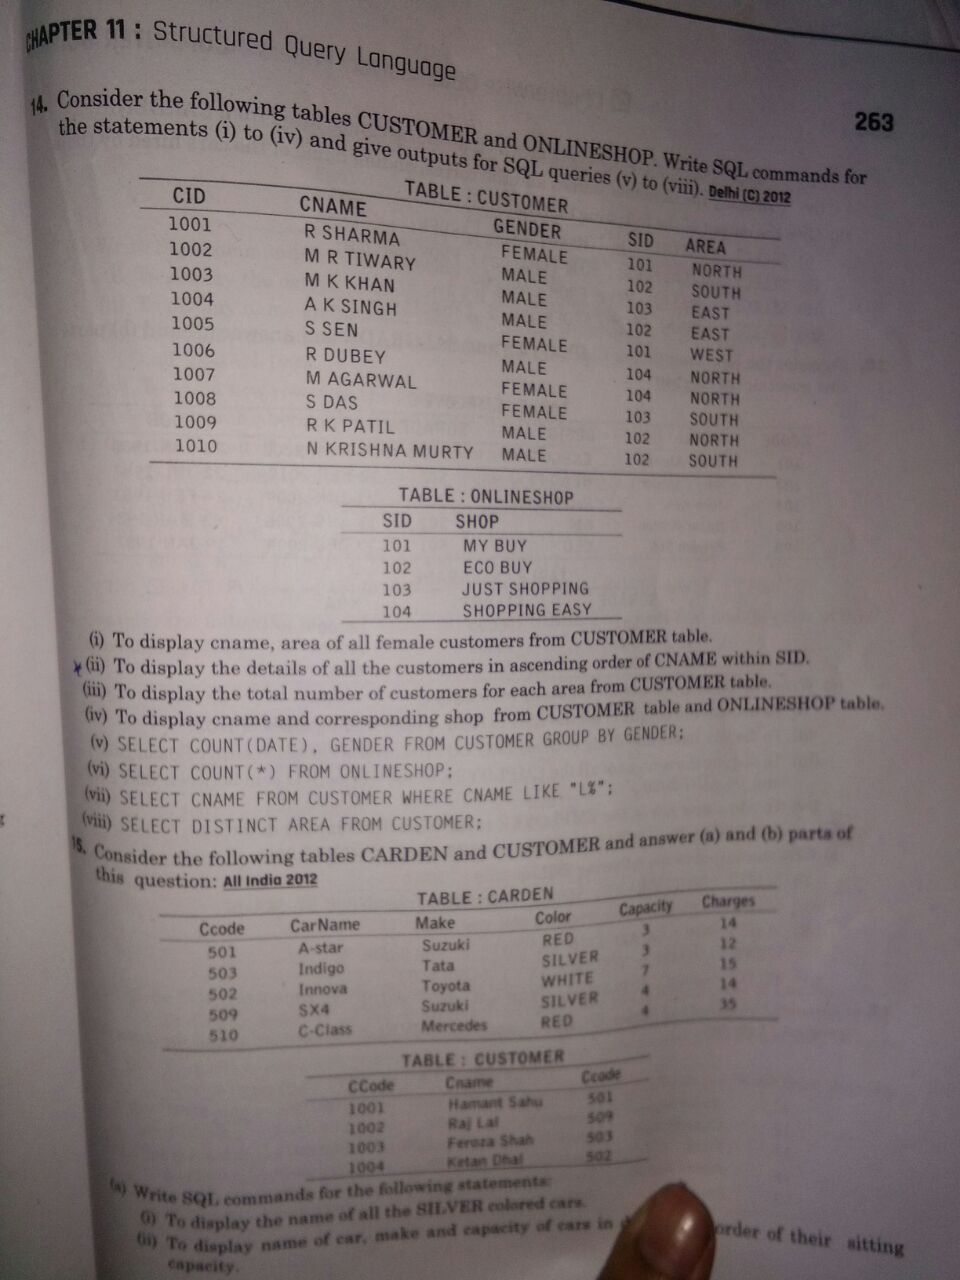 CHAPTER 11 : Structured Query Language
263
14. Consider the following tables CUSTOMER and ONLINESHOP. Write SQL commands for
the statements (i) to (iv) and give outputs for SQL queries (v) to (viii). Delhi (C) 2012
TABLE : CUSTOMER
CID CNAME GENDER SID AREA
1001 R SHARMA FEMALE 101 NORTH
1002 M R TIWARY MALE 102 SOUTH
1003 M K KHAN MALE 103 EAST
1004 A K SINGH MALE 102 EAST
1005 S SEN FEMALE 101 WEST
1006 R DUBEY MALE 104 NORTH
1007 M AGARWAL FEMALE 104 NORTH
1008 S DAS FEMALE 103 SOUTH
1009 R K PATIL MALE 102 NORTH
1010 N KRISHNA MURTY MALE 102 SOUTH
TABLE : ONLINESHOP
SID SHOP
101 MY BUY
102 ECO BUY
103 JUST SHOPPING
104 SHOPPING EASY
(i) To display cname, area of all female customers from CUSTOMER table.
(ii) To display the details of all the customers in ascending order of CNAME within SID.
(iii) To display the total number of customers for each area from CUSTOMER table.
(iv) To display cname and corresponding shop from CUSTOMER table and ONLINESHOP table.
(v) SELECT COUNT(DATE), GENDER FROM CUSTOMER GROUP BY GENDER;
(vi) SELECT COUNT(*) FROM ONLINESHOP;
(vii) SELECT CNAME FROM CUSTOMER WHERE CNAME LIKE "L%";
(viii) SELECT DISTINCT AREA FROM CUSTOMER;
15. Consider the following tables CARDEN and CUSTOMER and answer (a) and (b) parts of
this question: All India 2012
TABLE : CARDEN
Ccode CarName Make Color Capacity Charges
501 A-star Suzuki RED 3 14
503 Indigo Tata SILVER 3 12
502 Innova Toyota WHITE 7 15
509 SX4 Suzuki SILVER 4 14
510 C-Class Mercedes RED 4 35
TABLE : CUSTOMER
CCode Cname Ccode
1001 Hamant Sahu 501
1002 Raj Lal 509
1003 Feroza Shah 503
1004 Ketan Dhal 502
(a) Write SQL commands for the following statements:
(i) To display the name of all the SILVER colored cars.
(ii) To display name of car, make and capacity of cars in order of their sitting
capacity.